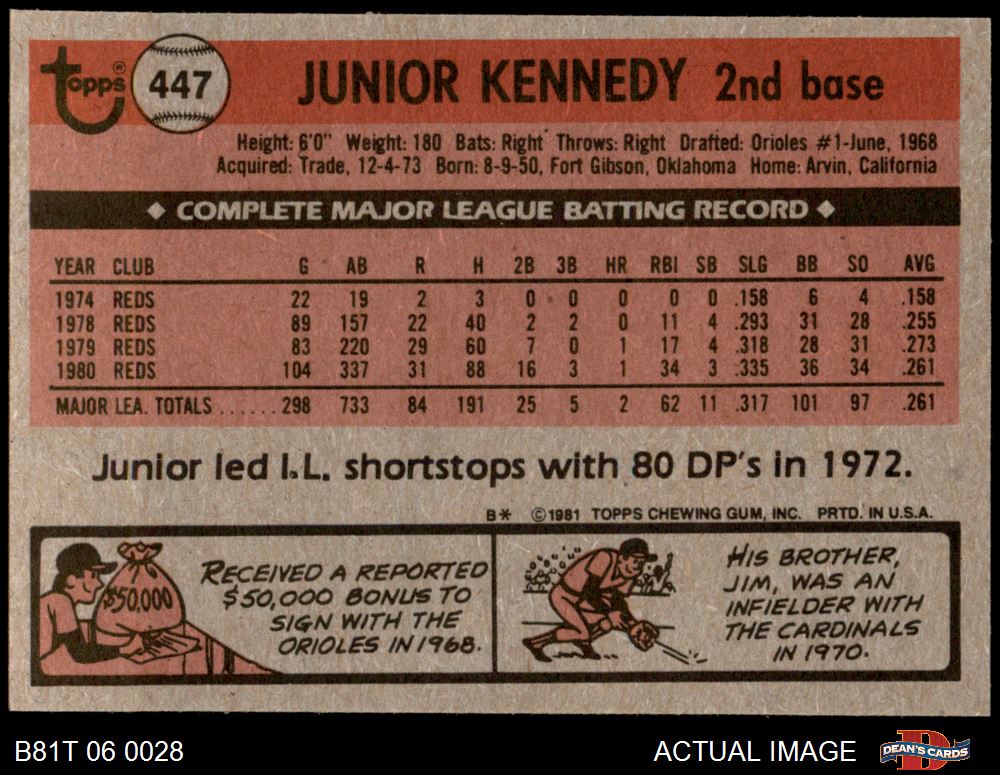 topps® 447 JUNIOR KENNEDY 2nd base
Height: 6'0" Weight: 180 Bats: Right Throws: Right Drafted: Orioles #1-June, 1968
Acquired: Trade, 12-4-73 Born: 8-9-50, Fort Gibson, Oklahoma Home: Arvin, California
◆ COMPLETE MAJOR LEAGUE BATTING RECORD ◆
YEAR CLUB G AB R H 2B 3B HR RBI SB SLG BB SO AVG
1974 REDS 22 19 2 3 0 0 0 0 0 .158 6 4 .158
1978 REDS 89 157 22 40 2 2 0 11 4 .293 31 28 .255
1979 REDS 83 220 29 60 7 0 1 17 4 .318 28 31 .273
1980 REDS 104 337 31 88 16 3 1 34 3 .335 36 34 .261
MAJOR LEA. TOTALS ...... 298 733 84 191 25 5 2 62 11 .317 101 97 .261
Junior led I.L. shortstops with 80 DP's in 1972.
B* ©1981 TOPPS CHEWING GUM, INC. PRTD. IN U.S.A.
$50,000
RECEIVED A REPORTED
$50,000 BONUS TO
SIGN WITH THE
ORIOLES IN 1968.
HIS BROTHER,
JIM, WAS AN
INFIELDER WITH
THE CARDINALS
IN 1970.
B81T 06 0028 ACTUAL IMAGE DEAN'S CARDS